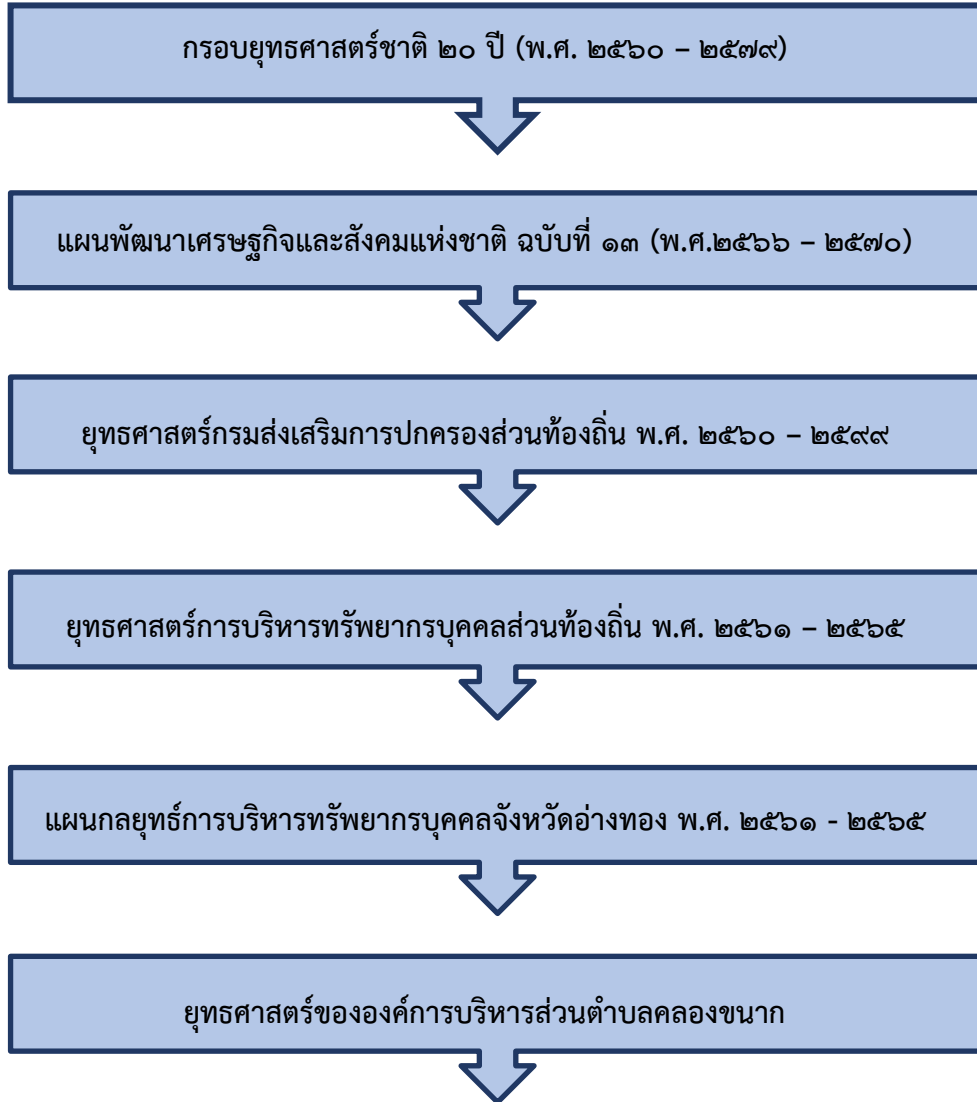 กรอบยุทธศาสตร์ชาติ ๒๐ ปี (พ.ศ. ๒๕๖๐ – ๒๕๗๙)
แผนพัฒนาเศรษฐกิจและสังคมแห่งชาติ ฉบับที่ ๑๓ (พ.ศ.๒๕๖๖ – ๒๕๗๐)
ยุทธศาสตร์กรมส่งเสริมการปกครองส่วนท้องถิ่น พ.ศ. ๒๕๖๐ – ๒๕๙๙
ยุทธศาสตร์การบริหารทรัพยากรบุคคลส่วนท้องถิ่น พ.ศ. ๒๕๖๑ – ๒๕๖๕
แผนกลยุทธ์การบริหารทรัพยากรบุคคลจังหวัดอ่างทอง พ.ศ. ๒๕๖๑ - ๒๕๖๕
ยุทธศาสตร์ขององค์การบริหารส่วนตำบลคลองขนาก